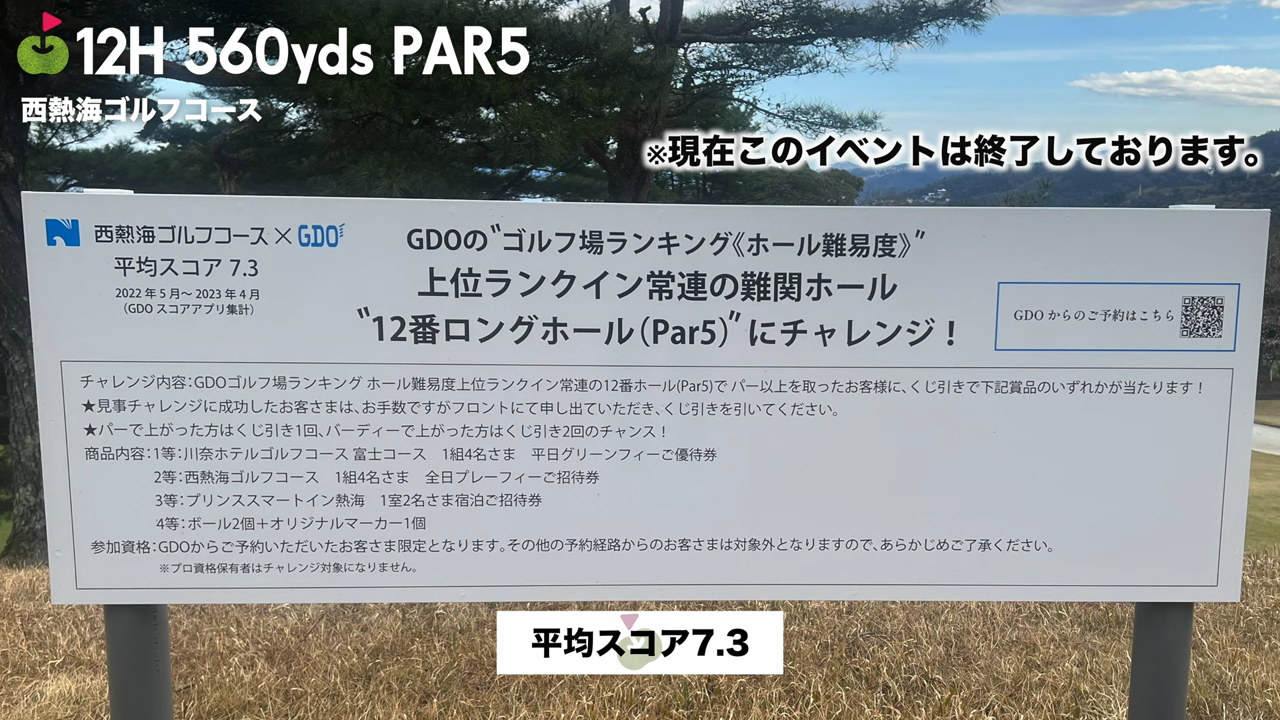 12H 560yds PAR5
西熱海ゴルフコース
※現在このイベントは終了しております。
西熱海ゴルフコース×GDO
平均スコア 7.3
2022年5月~2023年4月
(GDOスコアアプリ集計)
GDOの"ゴルフ場ランキング《ホール難易度》"
上位ランクイン常連の難関ホール
"12番ロングホール(Par5)"にチャレンジ!
GDOからのご予約はこちら
チャレンジ内容:GDOゴルフ場ランキング ホール難易度上位ランクイン常連の12番ホール(Par5)で パー以上を取ったお客様に、くじ引きで下記賞品のいずれかが当たります!
★見事チャレンジに成功したお客さまは、お手数ですがフロントにて申し出ていただき、くじ引きを引いてください。
★パーで上がった方はくじ引き1回、バーディーで上がった方はくじ引き2回のチャンス!
商品内容:1等:川奈ホテルゴルフコース 富士コース 1組4名さま 平日グリーンフィーご優待券
2等:西熱海ゴルフコース 1組4名さま 全日プレーフィーご招待券
3等:プリンススマートイン熱海 1室2名さま宿泊ご招待券
4等:ボール2個+オリジナルマーカー1個
参加資格:GDOからご予約いただいたお客さま限定となります。その他の予約経路からのお客さまは対象外となりますので、あらかじめご了承ください。
※プロ資格保有者はチャレンジ対象になりません。
平均スコア7.3